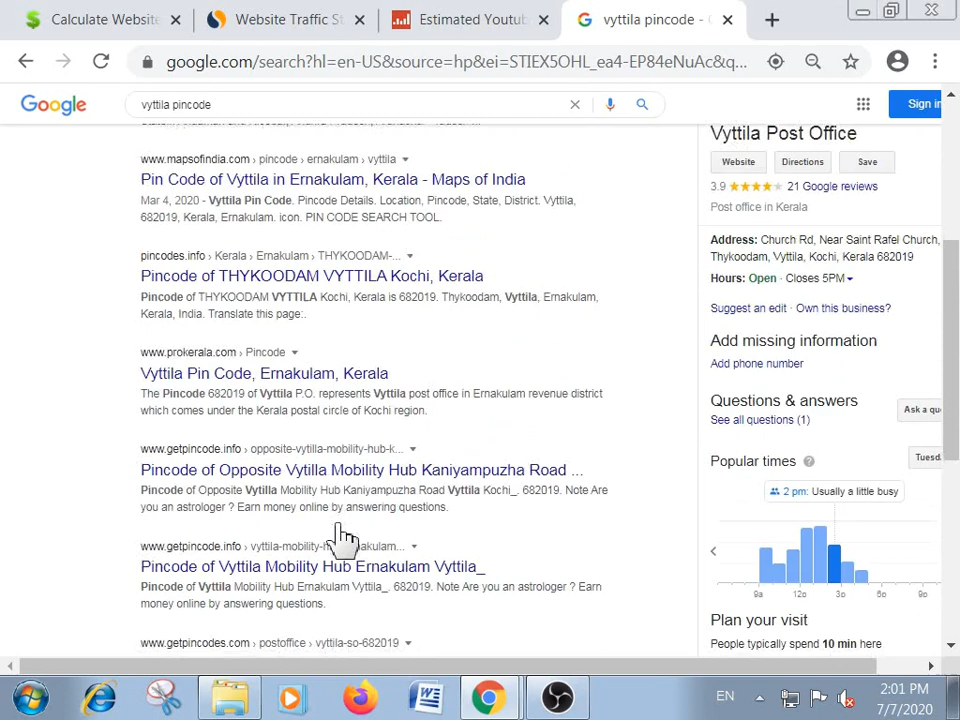 Calculate Website
Website Traffic St
Estimated Youtub
vyttila pincode - G
google.com/search?hl=en-US&source=hp&ei=STIEX5OHL_ea4-EP84eNuAc&q...
Google
vyttila pincode
Sign in
www.mapsofindia.com › pincode › ernakulam › vyttila
Pin Code of Vyttila in Ernakulam, Kerala - Maps of India
Mar 4, 2020 - Vyttila Pin Code. Pincode Details. Location, Pincode, State, District. Vyttila,
682019, Kerala, Ernakulam. icon. PIN CODE SEARCH TOOL.
pincodes.info › Kerala › Ernakulam › THYKOODAM-...
Pincode of THYKOODAM VYTTILA Kochi, Kerala
Pincode of THYKOODAM VYTTILA Kochi, Kerala is 682019. Thykoodam, Vyttila, Ernakulam,
Kerala, India. Translate this page:.
www.prokerala.com › Pincode
Vyttila Pin Code, Ernakulam, Kerala
The Pincode 682019 of Vyttila P.O. represents Vyttila post office in Ernakulam revenue district
which comes under the Kerala postal circle of Kochi region.
www.getpincode.info › opposite-vytilla-mobility-hub-k...
Pincode of Opposite Vytilla Mobility Hub Kaniyampuzha Road ...
Pincode of Opposite Vytilla Mobility Hub Kaniyampuzha Road Vyttila Kochi_. 682019. Note Are
you an astrologer ? Earn money online by answering questions.
www.getpincode.info › vyttila-mobility-h
Pincode of Vyttila Mobility Hub Ernakulam Vyttila_
Pincode of Vyttila Mobility Hub Ernakulam Vyttila_. 682019. Note Are you an astrologer ? Earn
money online by answering questions.
www.getpincodes.com › postoffice › vyttila-so-682019
Vyttila Post Office
Website
Directions
Save
3.9 21 Google reviews
Post office in Kerala
Address: Church Rd, Near Saint Rafel Church,
Thykoodam, Vyttila, Kochi, Kerala 682019
Hours: Open · Closes 5PM
Suggest an edit · Own this business?
Add missing information
Add phone number
Questions & answers
See all questions (1)
Ask a qu
Popular times
Tuesd
2 pm: Usually a little busy
9a 12p 3p 6p 9p
Plan your visit
People typically spend 10 min here
EN
2:01 PM
7/7/2020